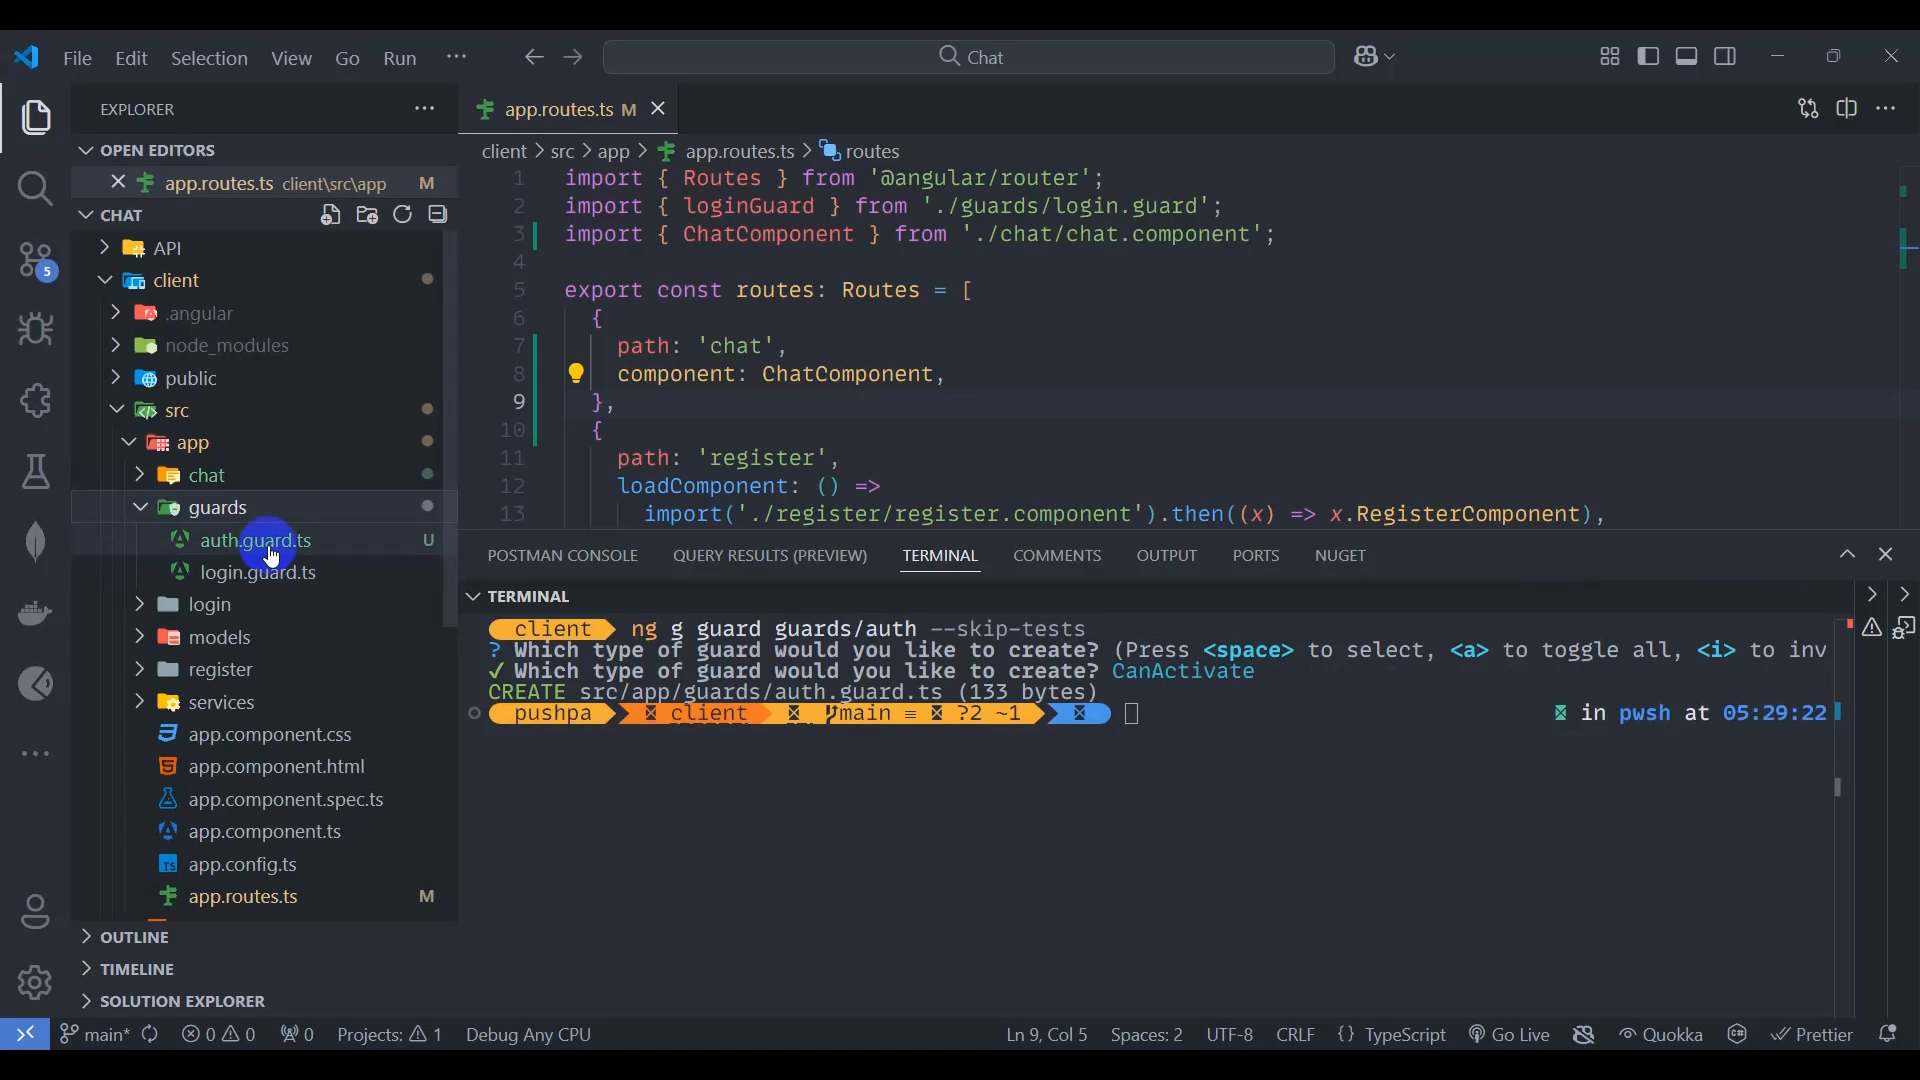 File Edit Selection View Go Run ··· Chat
EXPLORER ···
OPEN EDITORS
app.routes.ts client\src\app M
CHAT
API
client
.angular
node_modules
public
src
app
chat
guards
auth.guard.ts U
login.guard.ts
login
models
register
services
app.component.css
app.component.html
app.component.spec.ts
app.component.ts
TS app.config.ts
app.routes.ts M
OUTLINE
TIMELINE
SOLUTION EXPLORER
5
app.routes.ts M
client > src > app > app.routes.ts > routes
1 import { Routes } from '@angular/router';
2 import { loginGuard } from './guards/login.guard';
3 import { ChatComponent } from './chat/chat.component';
4
5 export const routes: Routes = [
6 {
7 path: 'chat',
8 component: ChatComponent,
9 },
10 {
11 path: 'register',
12 loadComponent: () =>
13 import('./register/register.component').then((x) => x.RegisterComponent),
POSTMAN CONSOLE QUERY RESULTS (PREVIEW) TERMINAL COMMENTS OUTPUT PORTS NUGET
TERMINAL
client ng g guard guards/auth --skip-tests
? Which type of guard would you like to create? (Press <space> to select, <a> to toggle all, <i> to inv
✓ Which type of guard would you like to create? CanActivate
CREATE src/app/guards/auth.guard.ts (133 bytes)
pushpa client main ≡ ?2 ~1 in pwsh at 05:29:22
main* 0 0 0 Projects: 1 Debug Any CPU Ln 9, Col 5 Spaces: 2 UTF-8 CRLF {} TypeScript Go Live Quokka Prettier